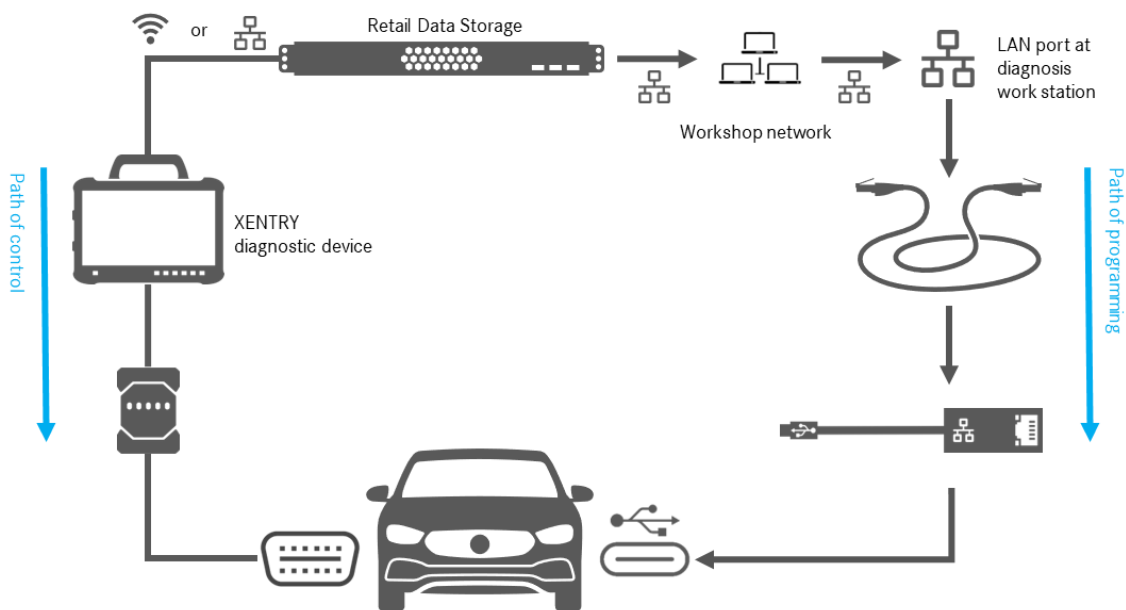 or
Retail Data Storage
LAN port at
diagnosis
work station
Workshop network
Path of control
XENTRY
diagnostic device
Path of programming